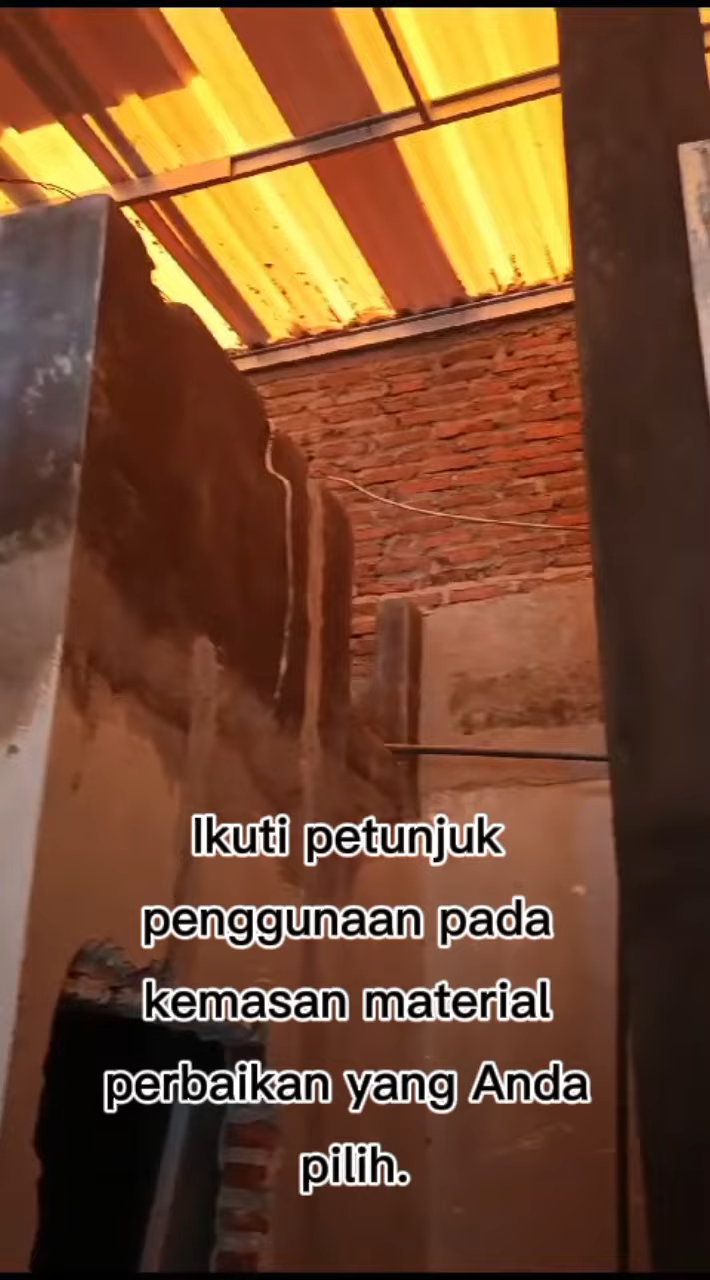 Ikuti petunjuk
penggunaan pada
kemasan material
perbaikan yang Anda
pilih.